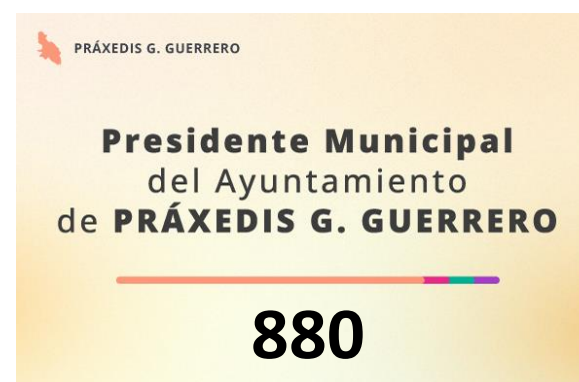 PRÁXEDIS G. GUERRERO
Presidente Municipal
del Ayuntamiento
de PRÁXEDIS G. GUERRERO
880